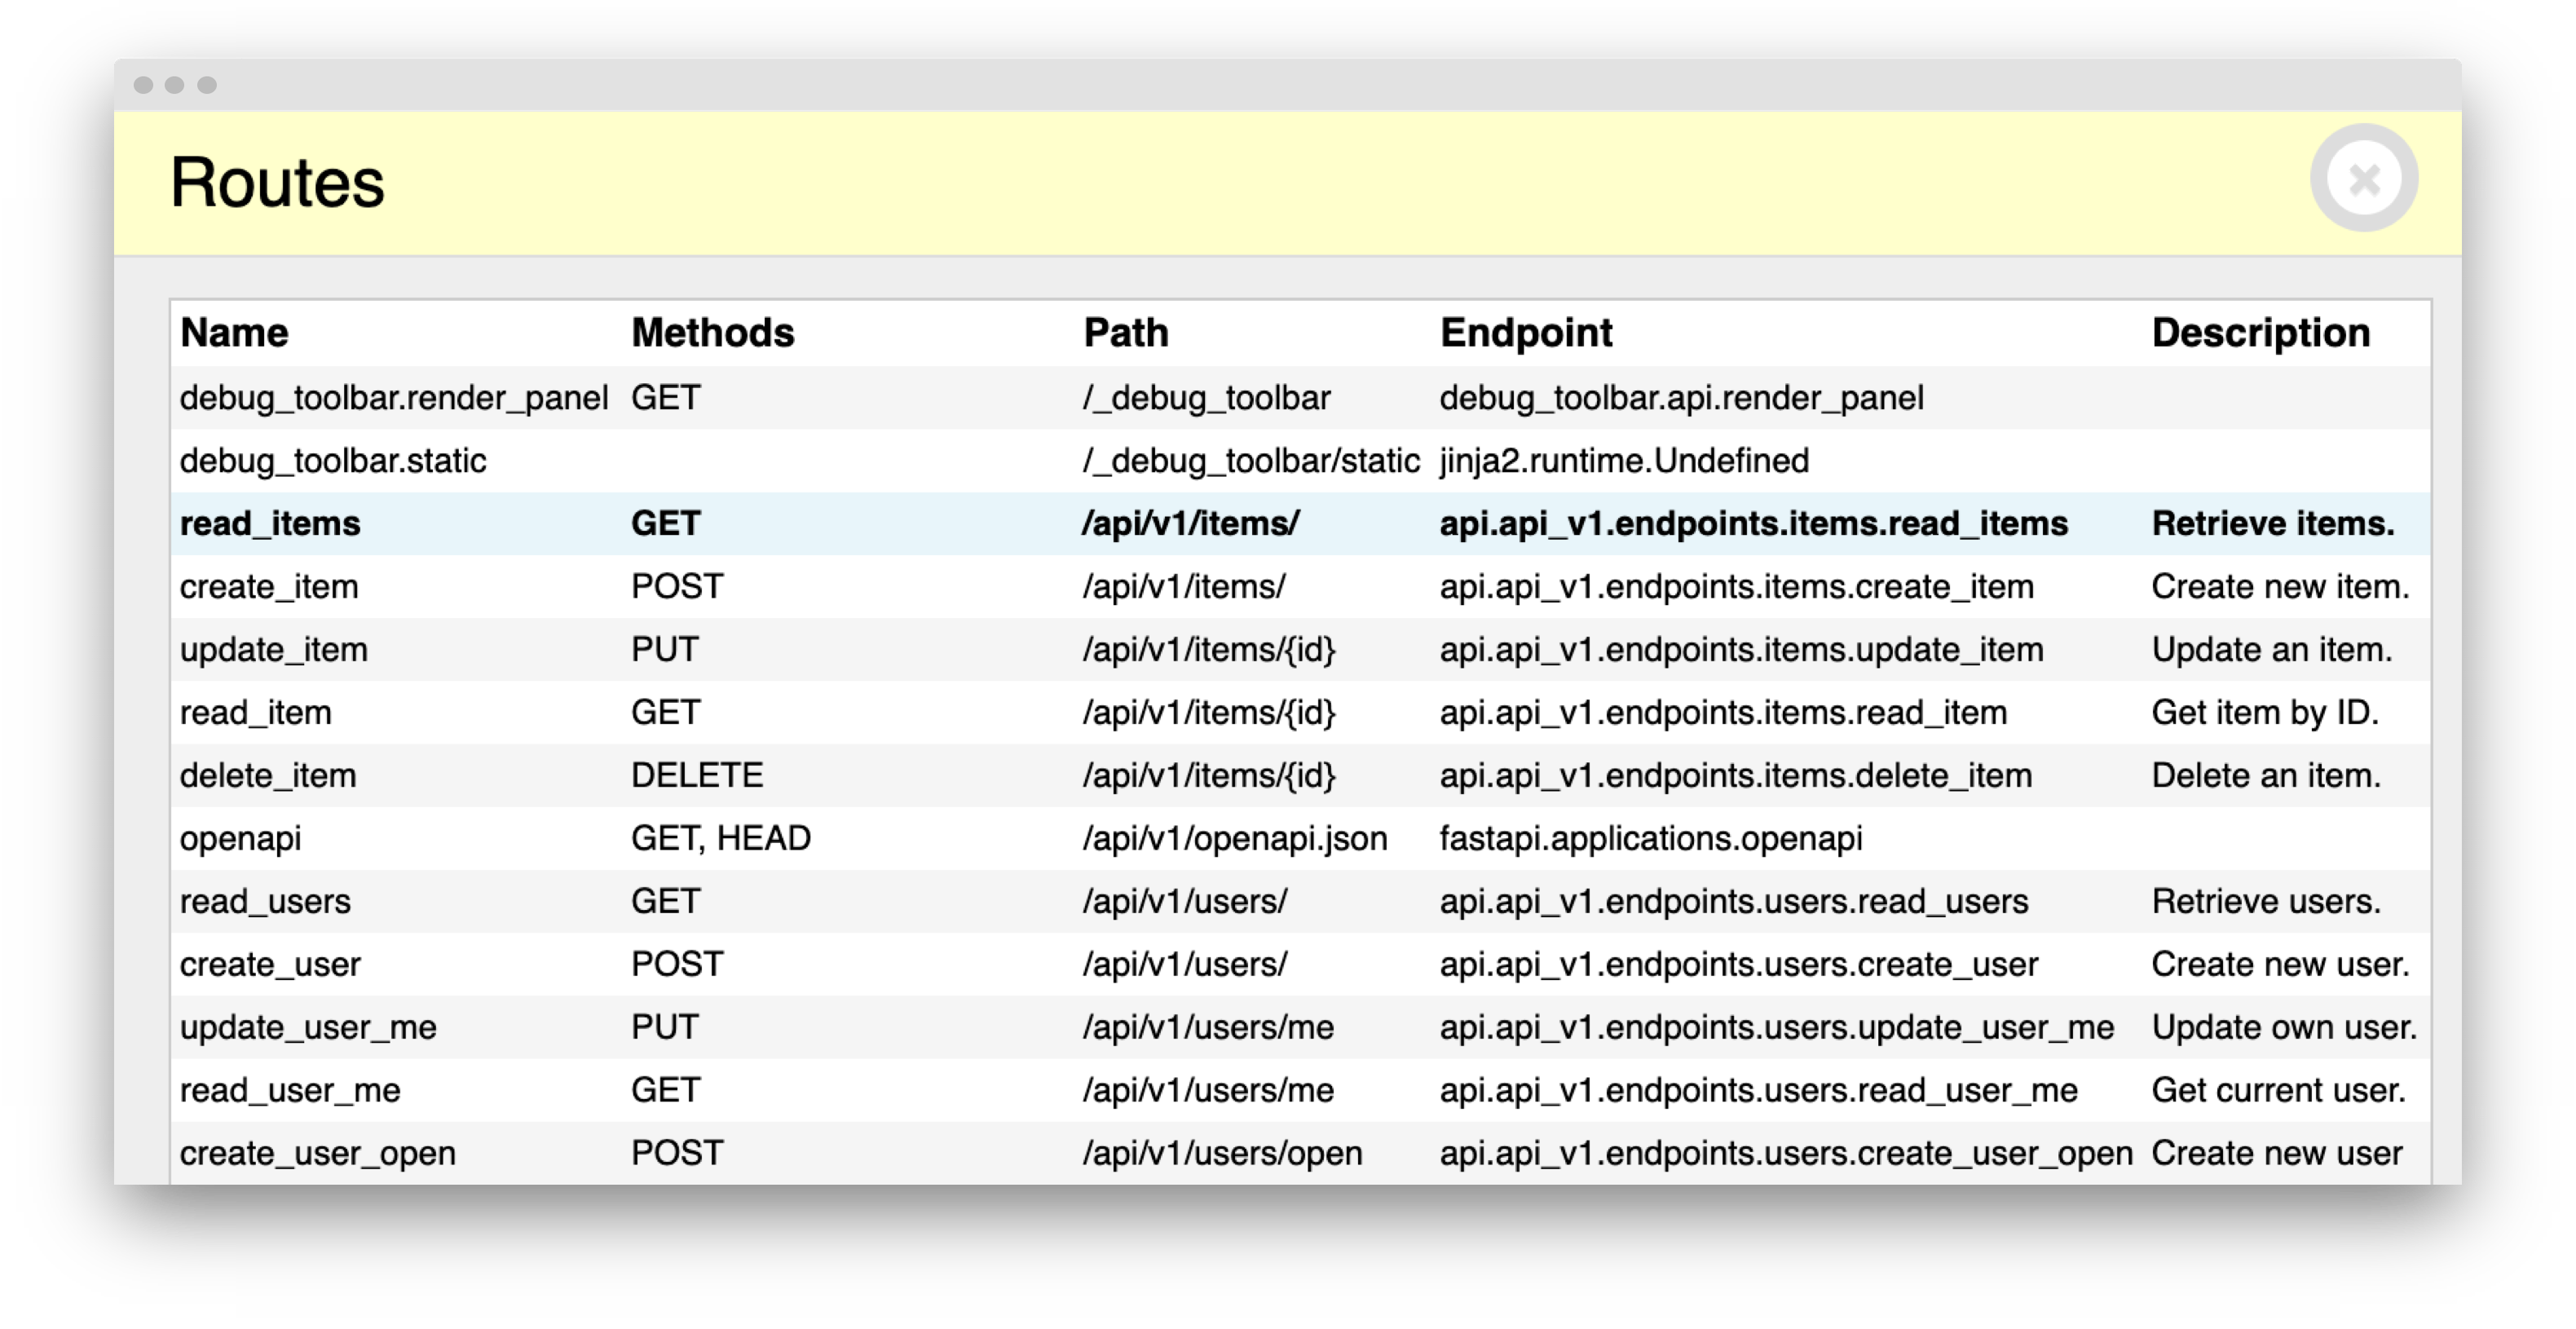 Routes
Name Methods Path Endpoint Description
debug_toolbar.render_panel GET /_debug_toolbar debug_toolbar.api.render_panel
debug_toolbar.static /_debug_toolbar/static jinja2.runtime.Undefined
read_items GET /api/v1/items/ api.api_v1.endpoints.items.read_items Retrieve items.
create_item POST /api/v1/items/ api.api_v1.endpoints.items.create_item Create new item.
update_item PUT /api/v1/items/{id} api.api_v1.endpoints.items.update_item Update an item.
read_item GET /api/v1/items/{id} api.api_v1.endpoints.items.read_item Get item by ID.
delete_item DELETE /api/v1/items/{id} api.api_v1.endpoints.items.delete_item Delete an item.
openapi GET, HEAD /api/v1/openapi.json fastapi.applications.openapi
read_users GET /api/v1/users/ api.api_v1.endpoints.users.read_users Retrieve users.
create_user POST /api/v1/users/ api.api_v1.endpoints.users.create_user Create new user.
update_user_me PUT /api/v1/users/me api.api_v1.endpoints.users.update_user_me Update own user.
read_user_me GET /api/v1/users/me api.api_v1.endpoints.users.read_user_me Get current user.
create_user_open POST /api/v1/users/open api.api_v1.endpoints.users.create_user_open Create new user